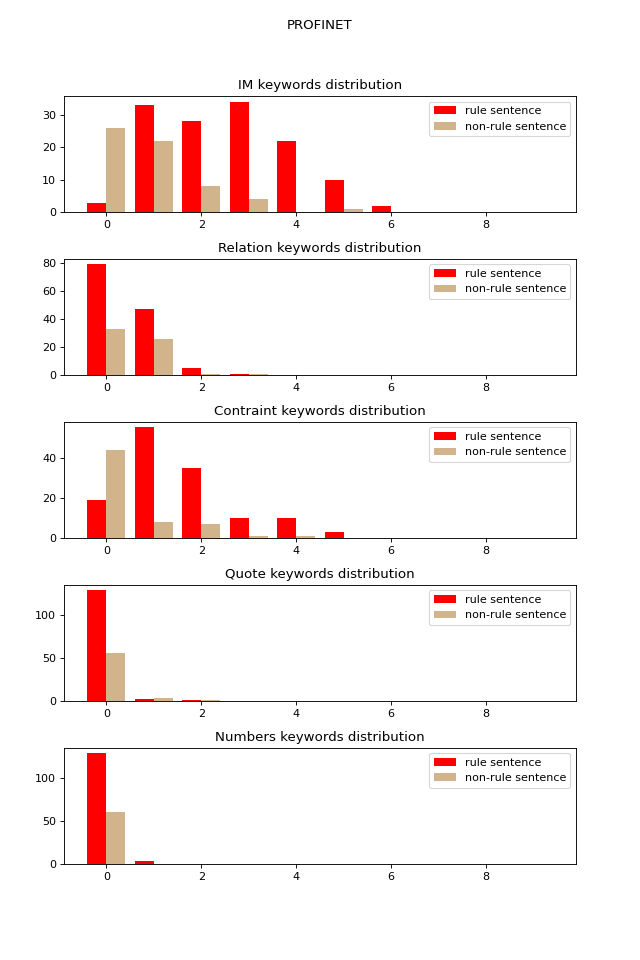 PROFINET
IM keywords distribution
30
20
10
0
rule sentence
non-rule sentence
0 2 4 6 8
Relation keywords distribution
80
60
40
20
0
rule sentence
non-rule sentence
0 2 4 6 8
Contraint keywords distribution
40
20
0
rule sentence
non-rule sentence
0 2 4 6 8
Quote keywords distribution
100
50
0
rule sentence
non-rule sentence
0 2 4 6 8
Numbers keywords distribution
100
50
0
rule sentence
non-rule sentence
0 2 4 6 8